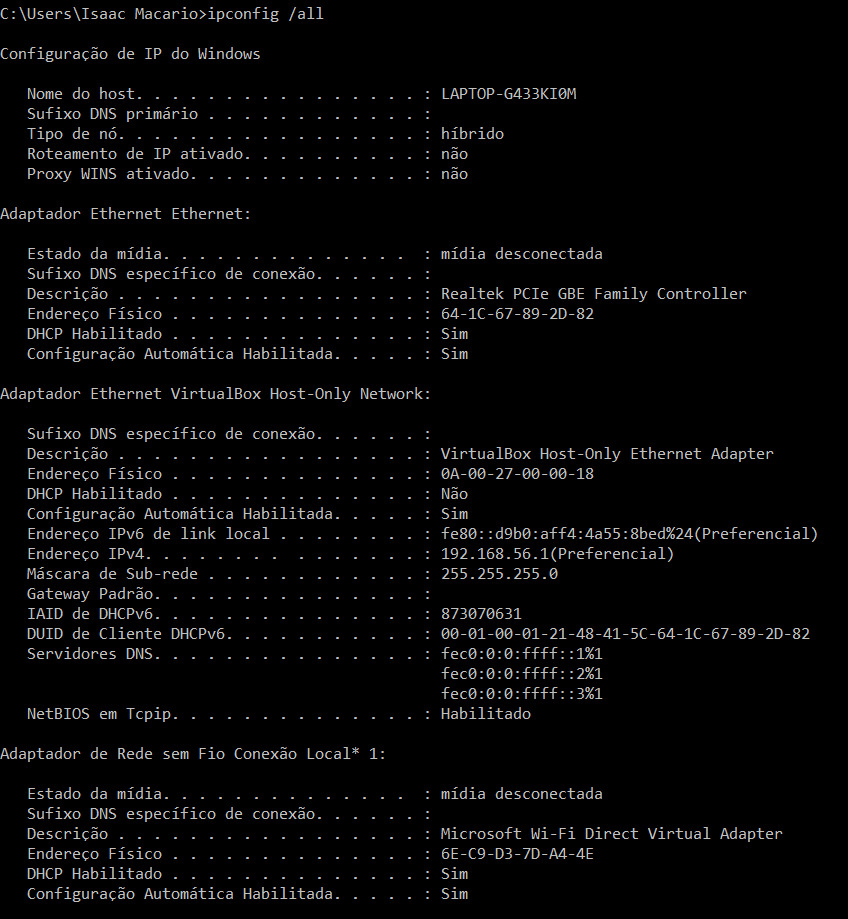 C:\Users\Isaac Macario>ipconfig /all
Configuração de IP do Windows
Nome do host. . . . . . . . . . . . . . . . : LAPTOP-G433KI0M
Sufixo DNS primário . . . . . . . . . . . . :
Tipo de nó. . . . . . . . . . . . . . . . . : híbrido
Roteamento de IP ativado. . . . . . . . . . : não
Proxy WINS ativado. . . . . . . . . . . . . : não
Adaptador Ethernet Ethernet:
Estado da mídia. . . . . . . . . . . . . .  : mídia desconectada
Sufixo DNS específico de conexão. . . . . . :
Descrição . . . . . . . . . . . . . . . . . : Realtek PCIe GBE Family Controller
Endereço Físico . . . . . . . . . . . . . . : 64-1C-67-89-2D-82
DHCP Habilitado . . . . . . . . . . . . . . : Sim
Configuração Automática Habilitada. . . . . : Sim
Adaptador Ethernet VirtualBox Host-Only Network:
Sufixo DNS específico de conexão. . . . . . :
Descrição . . . . . . . . . . . . . . . . . : VirtualBox Host-Only Ethernet Adapter
Endereço Físico . . . . . . . . . . . . . . : 0A-00-27-00-00-18
DHCP Habilitado . . . . . . . . . . . . . . : Não
Configuração Automática Habilitada. . . . . : Sim
Endereço IPv6 de link local . . . . . . . . : fe80::d9b0:aff4:4a55:8bed%24(Preferencial)
Endereço IPv4. . . . . . . . . . . . . . . : 192.168.56.1(Preferencial)
Máscara de Sub-rede . . . . . . . . . . . . : 255.255.255.0
Gateway Padrão. . . . . . . . . . . . . . . :
IAID de DHCPv6. . . . . . . . . . . . . . . : 873070631
DUID de Cliente DHCPv6. . . . . . . . . . . : 00-01-00-01-21-48-41-5C-64-1C-67-89-2D-82
Servidores DNS. . . . . . . . . . . . . . . : fec0:0:0:ffff::1%1
fec0:0:0:ffff::2%1
fec0:0:0:ffff::3%1
NetBIOS em Tcpip. . . . . . . . . . . . . . : Habilitado
Adaptador de Rede sem Fio Conexão Local* 1:
Estado da mídia. . . . . . . . . . . . . .  : mídia desconectada
Sufixo DNS específico de conexão. . . . . . :
Descrição . . . . . . . . . . . . . . . . . : Microsoft Wi-Fi Direct Virtual Adapter
Endereço Físico . . . . . . . . . . . . . . : 6E-C9-D3-7D-A4-4E
DHCP Habilitado . . . . . . . . . . . . . . : Sim
Configuração Automática Habilitada. . . . . : Sim